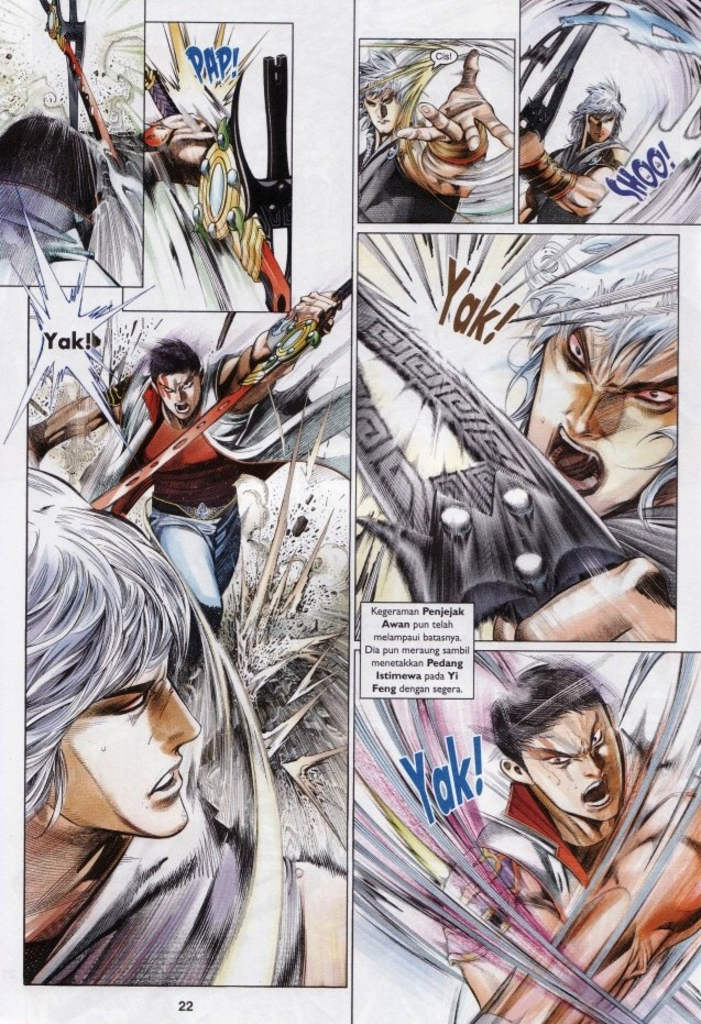 PAP!
Yak!
22
Cis!
SHOO!
Yak!
Kegeraman Penjejak
Awan pun telah
melampaui batasnya.
Dia pun meraung sambil
menetakkan Pedang
Istimewa pada Yi
Feng dengan segera.
Yak!